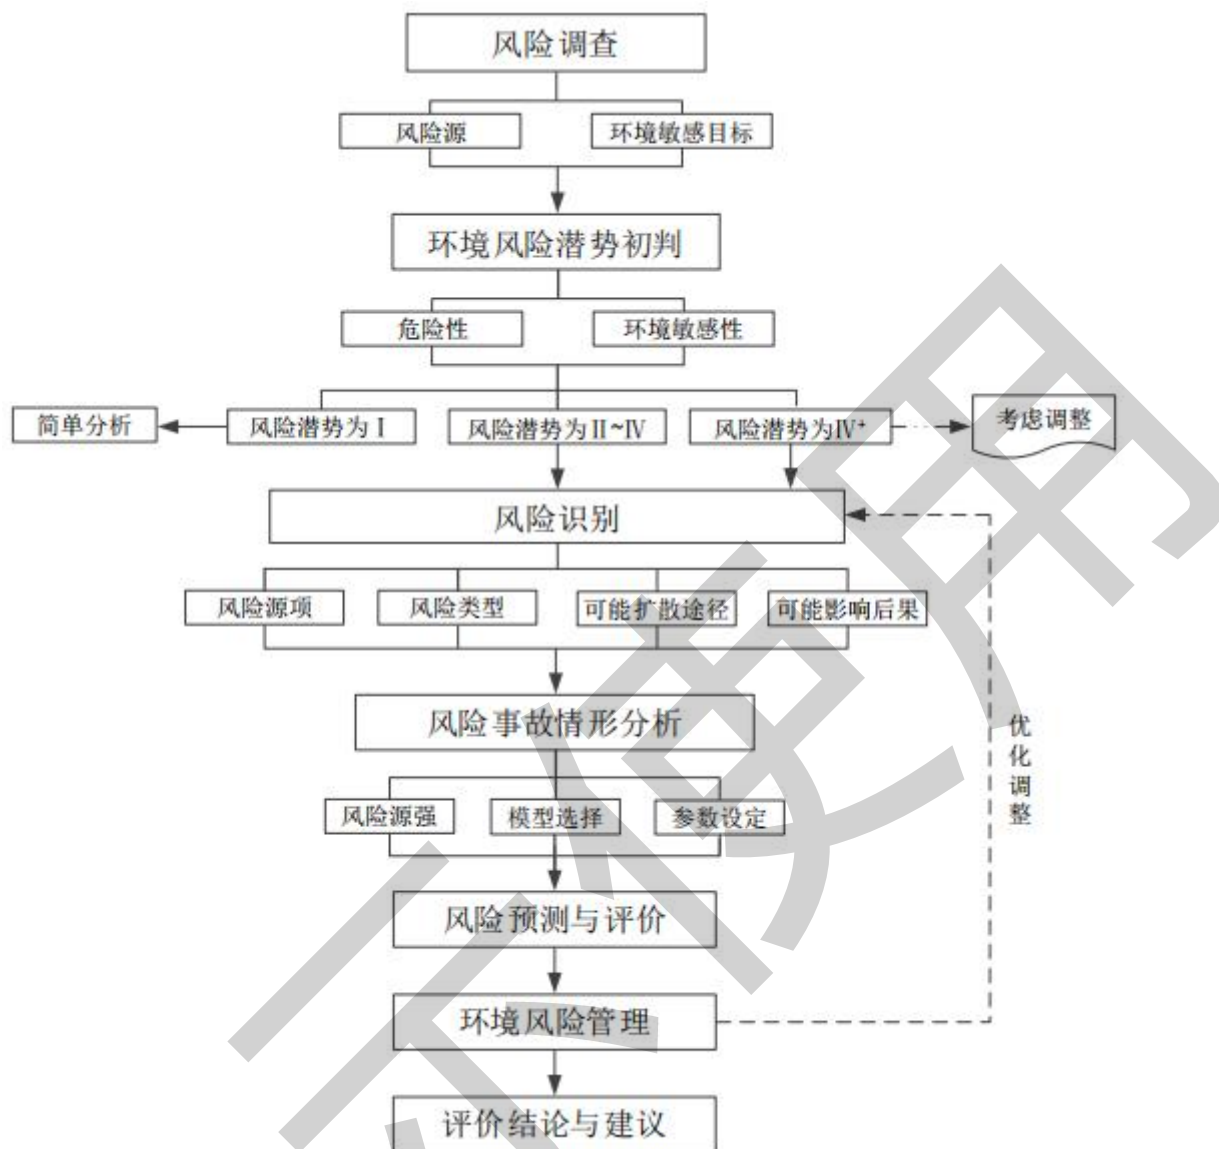 风险调查
风险源
环境敏感目标
环境风险潜势初判
危险性
环境敏感性
简单分析
风险潜势为Ⅰ
风险潜势为Ⅱ~Ⅳ
风险潜势为Ⅳ⁺
考虑调整
风险识别
风险源项
风险类型
可能扩散途径
可能影响后果
风险事故情形分析
优化调整
风险源强
模型选择
参数设定
风险预测与评价
环境风险管理
评价结论与建议
示使用